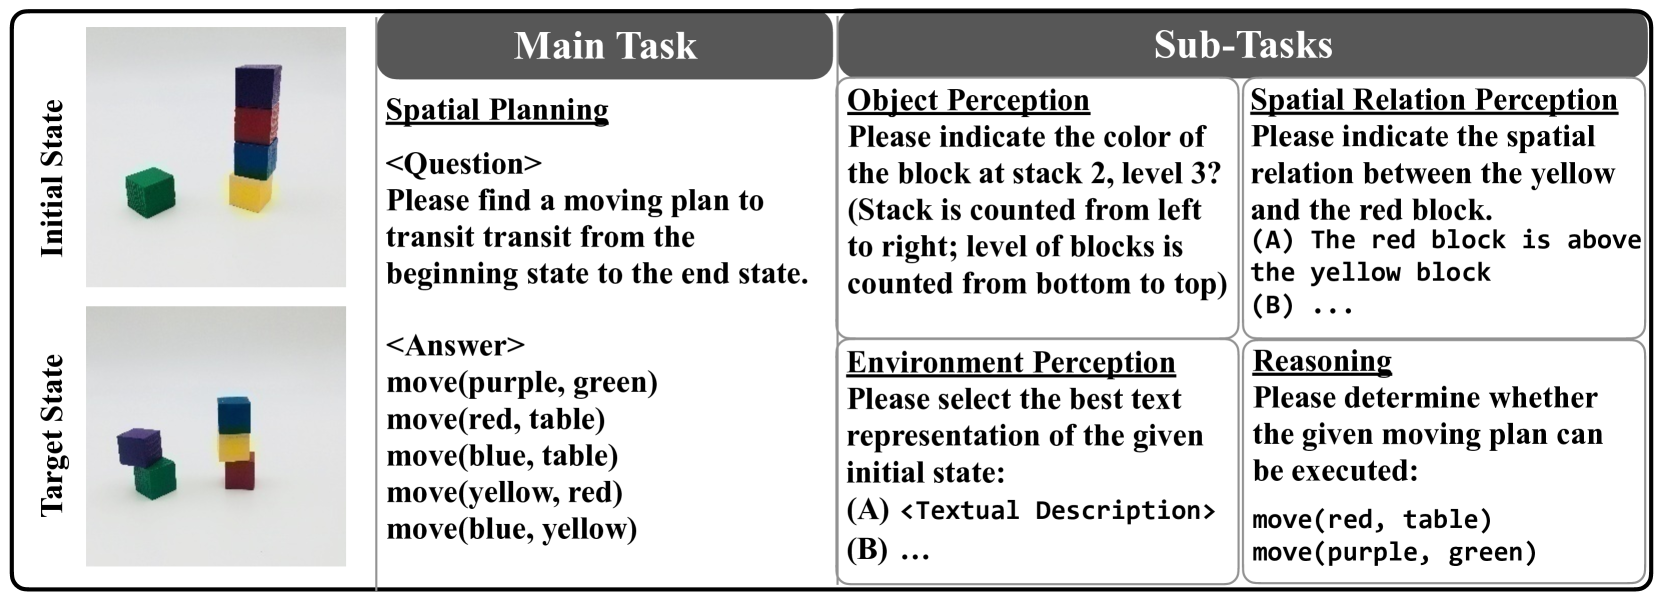 Initial State
Target State
Main Task
Spatial Planning
<Question>
Please find a moving plan to
transit transit from the
beginning state to the end state.
<Answer>
move(purple, green)
move(red, table)
move(blue, table)
move(yellow, red)
move(blue, yellow)
Sub-Tasks
Object Perception
Please indicate the color of
the block at stack 2, level 3?
(Stack is counted from left
to right; level of blocks is
counted from bottom to top)
Spatial Relation Perception
Please indicate the spatial
relation between the yellow
and the red block.
(A) The red block is above
the yellow block
(B) ...
Environment Perception
Please select the best text
representation of the given
initial state:
(A) <Textual Description>
(B) ...
Reasoning
Please determine whether
the given moving plan can
be executed:
move(red, table)
move(purple, green)